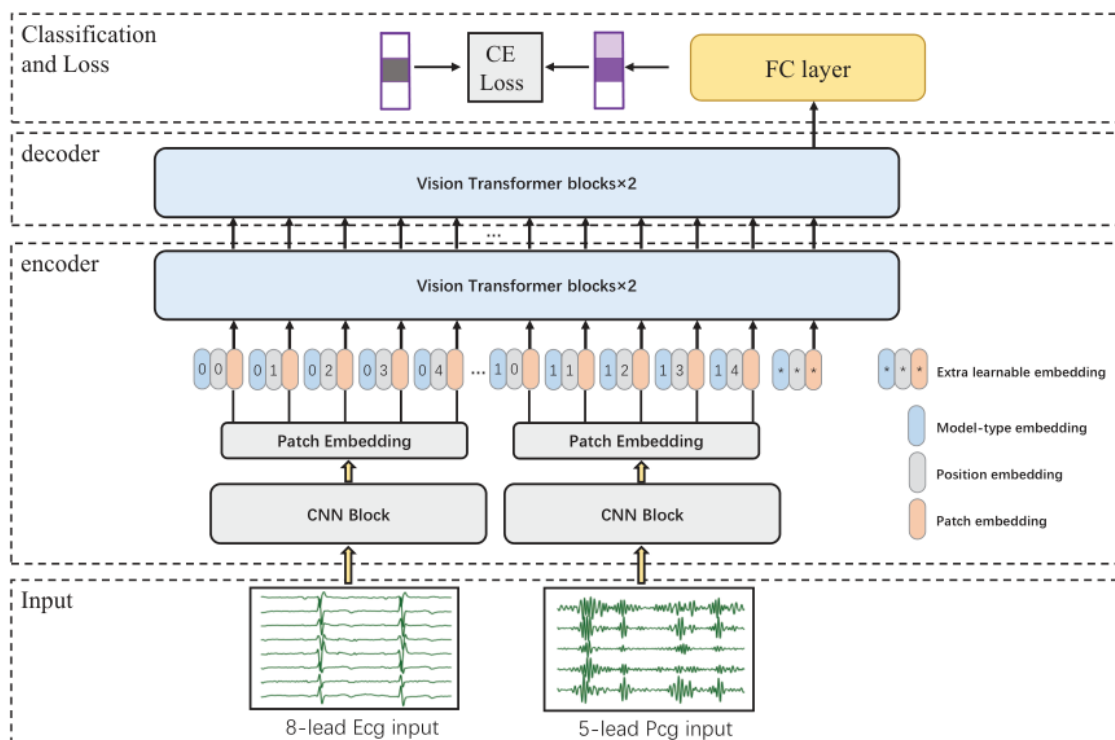 Classification
and Loss
CE
Loss
FC layer
decoder
Vision Transformer blocks×2
...
encoder
Vision Transformer blocks×2
0 0 0 1 0 2 0 3 0 4 ... 1 0 1 1 1 2 1 3 1 4 * * * * * * Extra learnable embedding
Patch Embedding Patch Embedding
Model-type embedding
Position embedding
CNN Block CNN Block
Patch embedding
Input
8-lead Ecg input 5-lead Pcg input